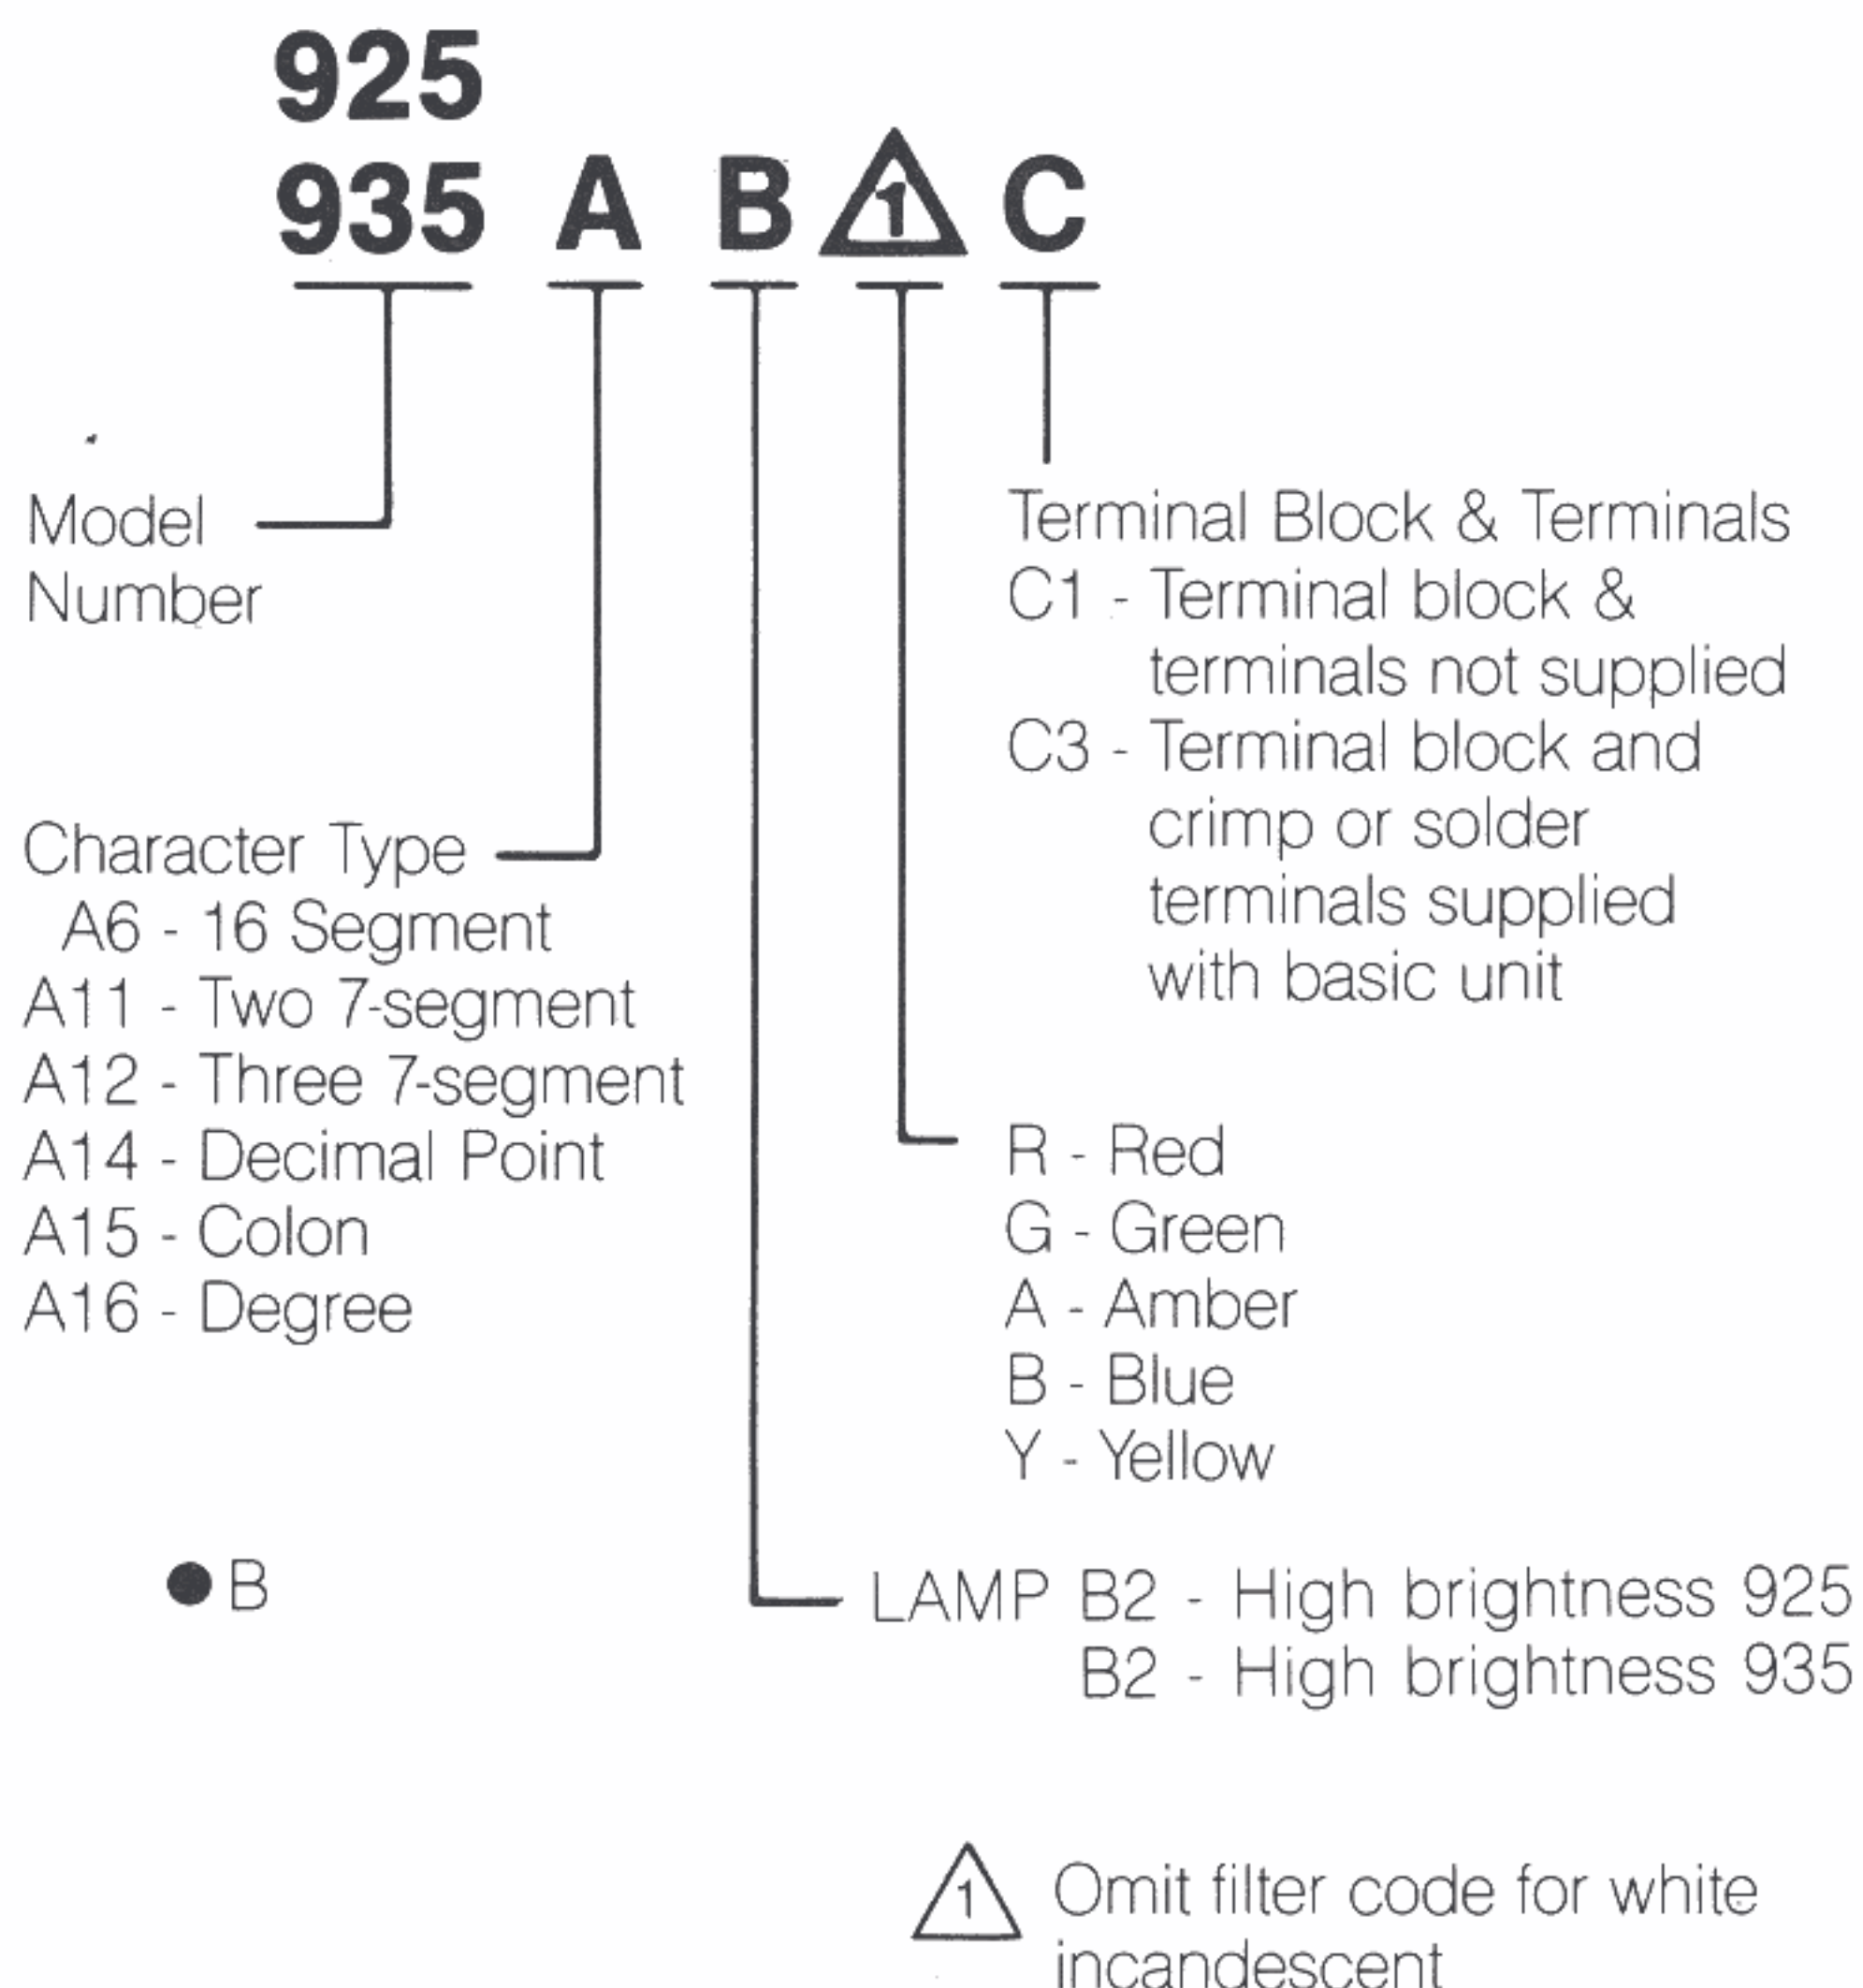 925
935 A B 1 C
Model
Number
Character Type
A6 - 16 Segment
A11 - Two 7-segment
A12 - Three 7-segment
A14 - Decimal Point
A15 - Colon
A16 - Degree
Terminal Block & Terminals
C1 - Terminal block &
terminals not supplied
C3 - Terminal block and
crimp or solder
terminals supplied
with basic unit
R - Red
G - Green
A - Amber
B - Blue
Y - Yellow
● B
LAMP B2 - High brightness 925
B2 - High brightness 935
1 Omit filter code for white
incandescent